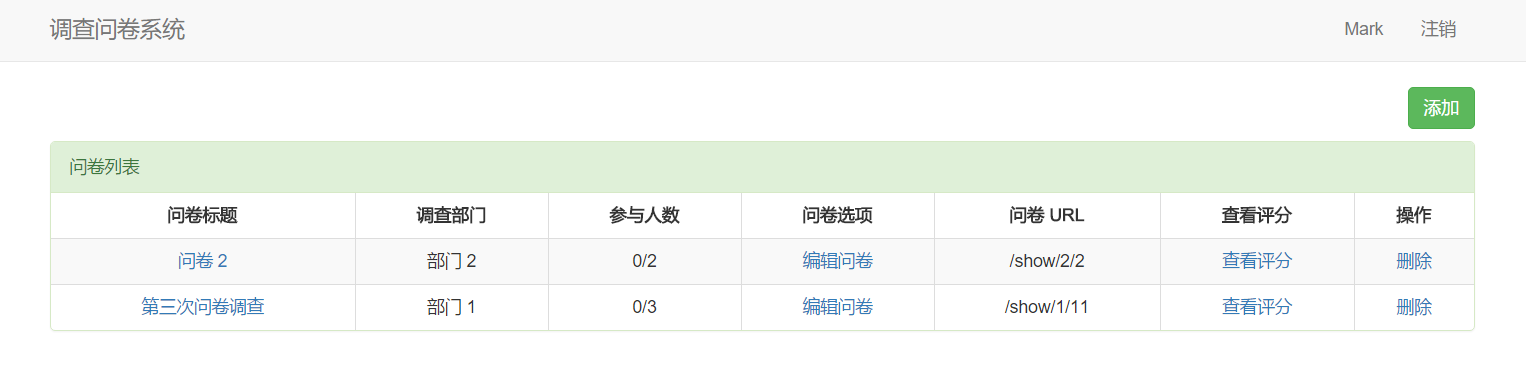 调查问卷系统 Mark 注销
添加
问卷列表
问卷标题 调查部门 参与人数 问卷选项 问卷 URL 查看评分 操作
问卷 2 部门 2 0/2 编辑问卷 /show/2/2 查看评分 删除
第三次问卷调查 部门 1 0/3 编辑问卷 /show/1/11 查看评分 删除